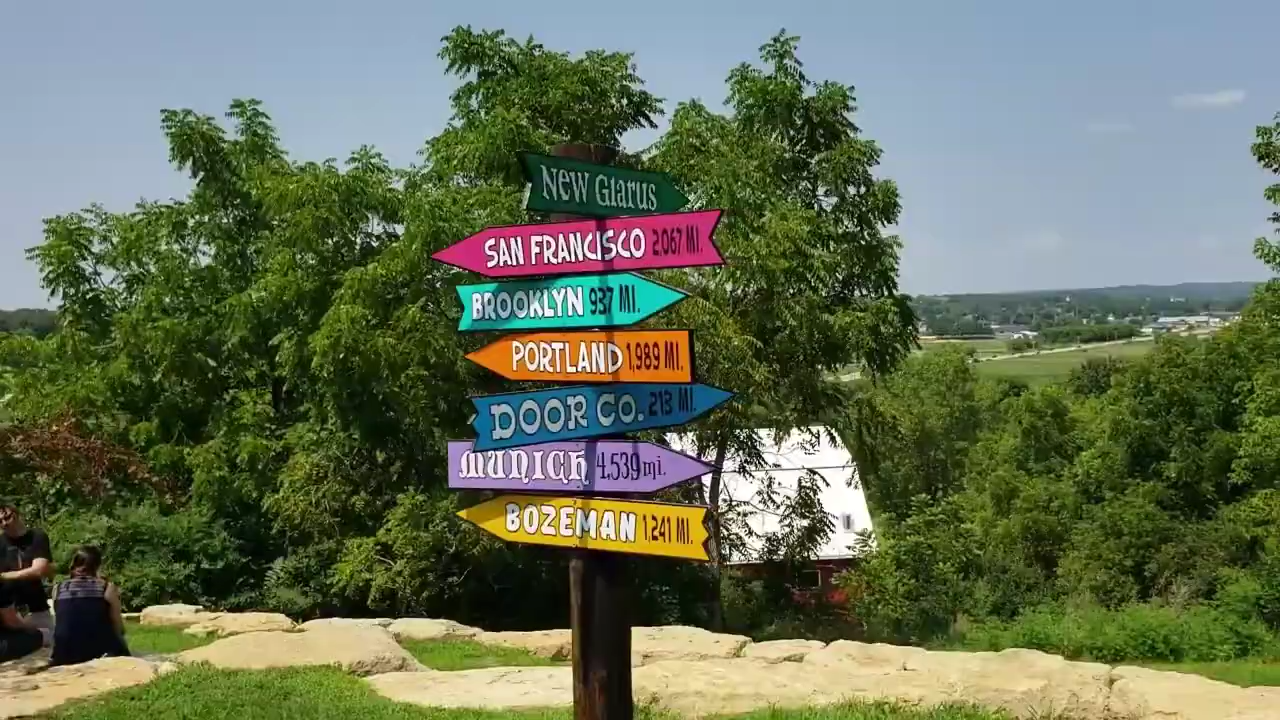 New Glarus
SAN FRANCISCO 2,067 MI.
BROOKLYN 937 MI.
PORTLAND 1,989 MI.
DOOR CO. 213 MI.
MUNICH 4,539 mi.
BOZEMAN 1,241 MI.